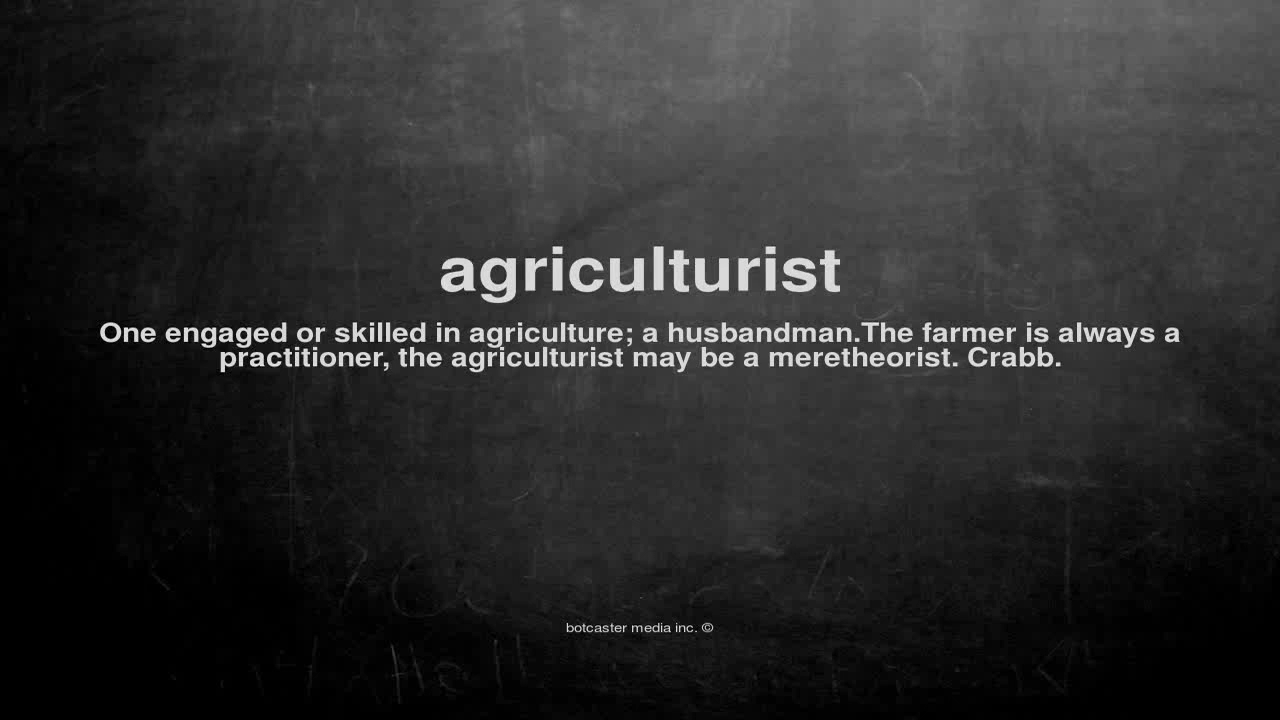 agriculturist
One engaged or skilled in agriculture; a husbandman.The farmer is always a
practitioner, the agriculturist may be a meretheorist. Crabb.
botcaster media inc. ©